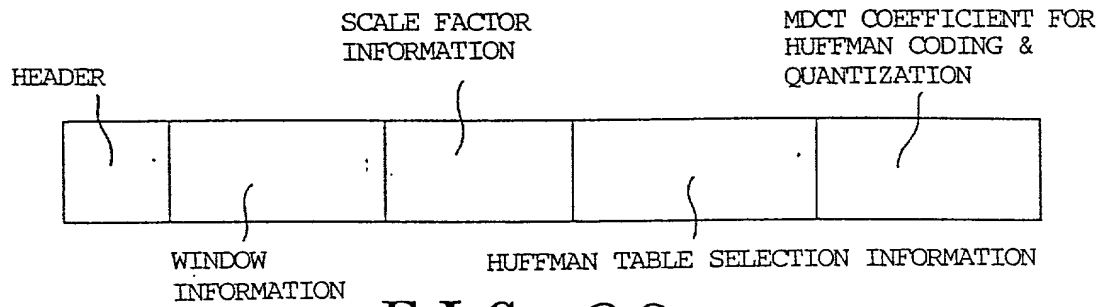 SCALE FACTOR
INFORMATION
MDCT COEFFICIENT FOR
HUFFMAN CODING &
QUANTIZATION
HEADER
WINDOW
INFORMATION
HUFFMAN TABLE SELECTION INFORMATION